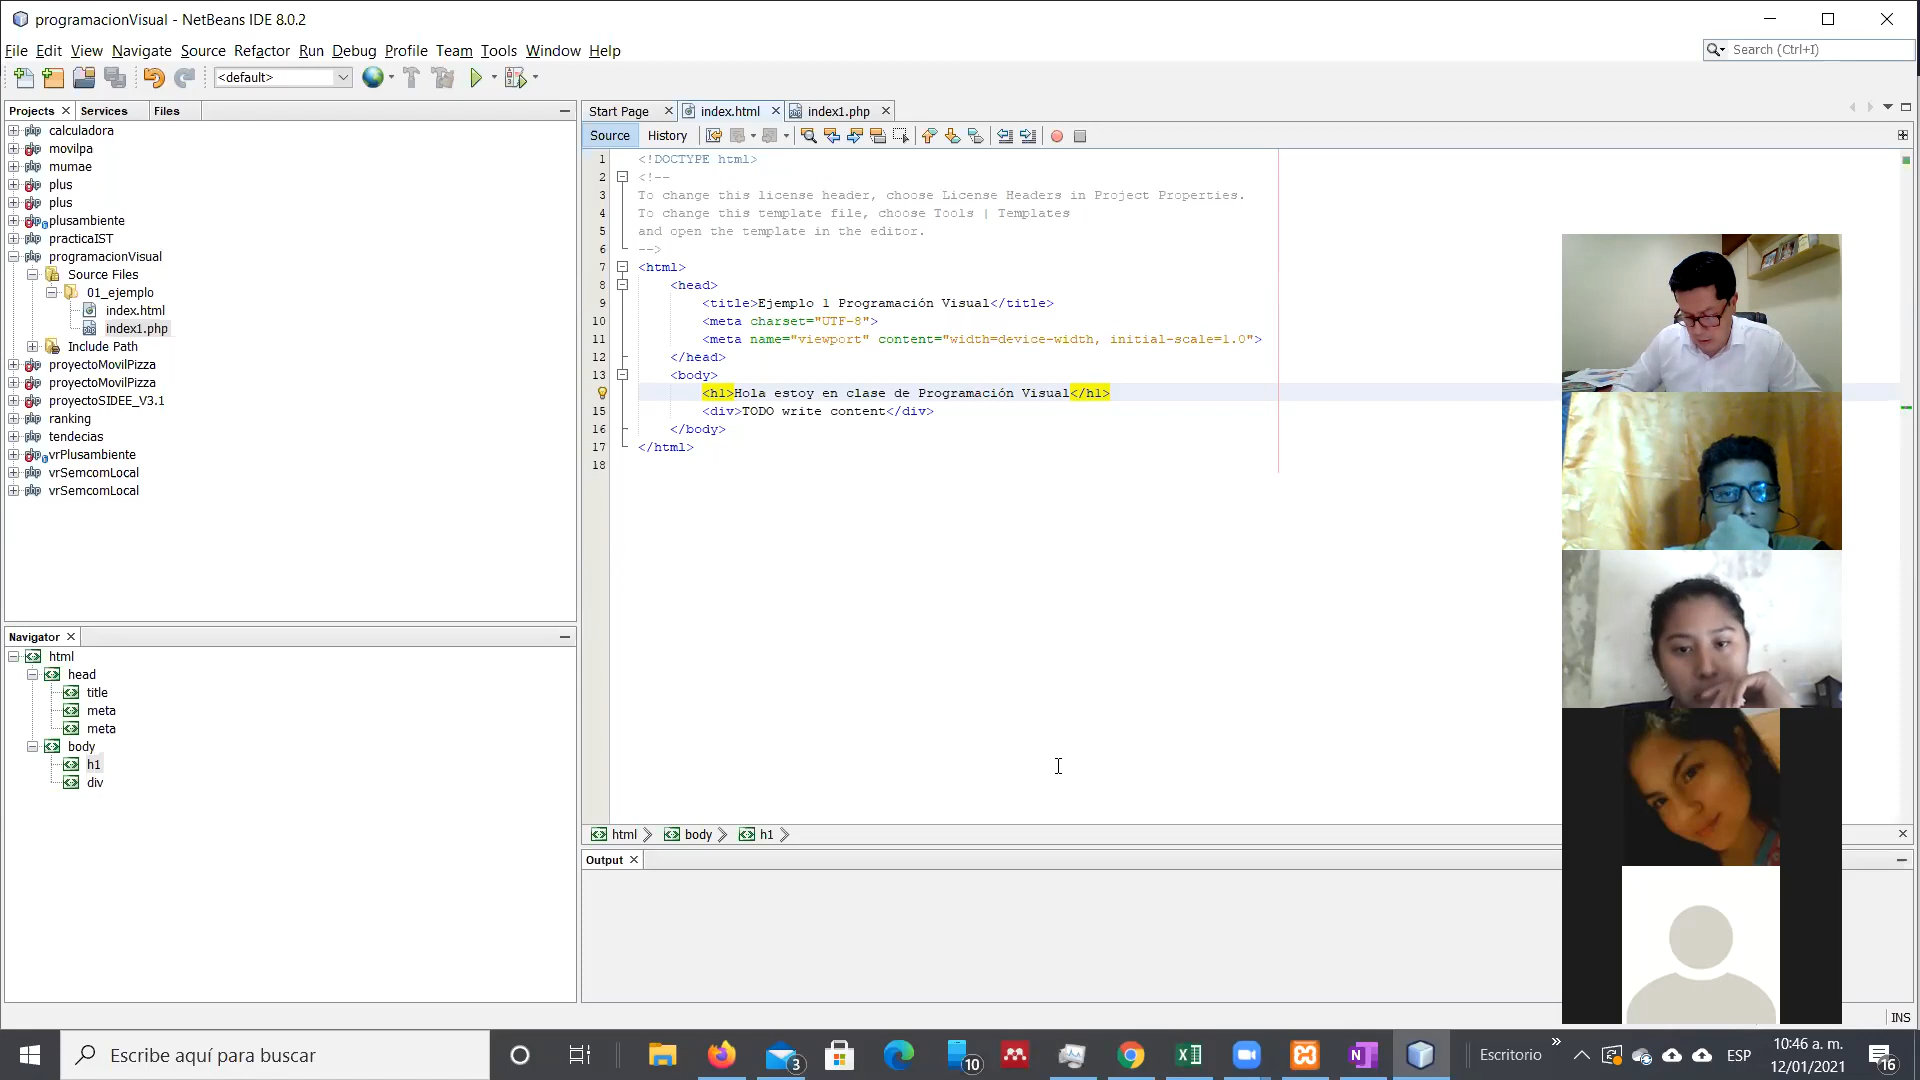 programacionVisual - NetBeans IDE 8.0.2
File Edit View Navigate Source Refactor Run Debug Profile Team Tools Window Help
Search (Ctrl+I)
<default>
Projects
Services
Files
calculadora
movilpa
mumae
plus
plus
plusambiente
practicaIST
programacionVisual
Source Files
01_ejemplo
index.html
index1.php
Include Path
proyectoMovilPizza
proyectoMovilPizza
proyectoSIDEE_V3.1
ranking
tendecias
vrPlusambiente
vrSemcomLocal
vrSemcomLocal
Navigator
html
head
title
meta
meta
body
h1
div
Start Page
index.html
index1.php
Source
History
1 <!DOCTYPE html>
2 <!--
3 To change this license header, choose License Headers in Project Properties.
4 To change this template file, choose Tools | Templates
5 and open the template in the editor.
6 -->
7 <html>
8 <head>
9 <title>Ejemplo 1 Programación Visual</title>
10 <meta charset="UTF-8">
11 <meta name="viewport" content="width=device-width, initial-scale=1.0">
12 </head>
13 <body>
<h1>Hola estoy en clase de Programación Visual</h1>
15 <div>TODO write content</div>
16 </body>
17 </html>
18
html body h1
Output
INS
Escribe aquí para buscar
3
10
Escritorio
ESP
10:46 a. m.
12/01/2021
16